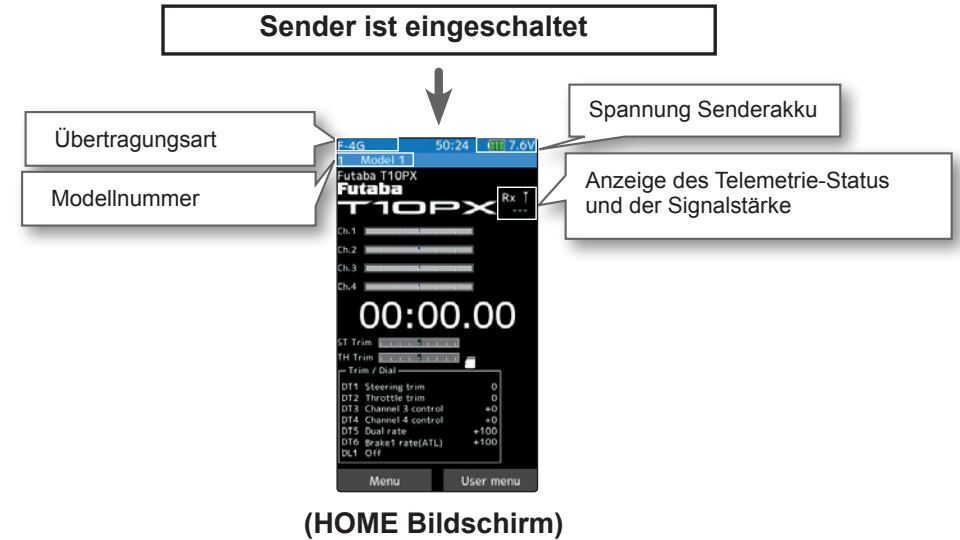 Sender ist eingeschaltet
Übertragungsart
Modellnummer
Spannung Senderakku
Anzeige des Telemetrie-Status
und der Signalstärke
F-4G 50:24 7.6V
1 Model 1
Futaba T10PX
Futaba
T10PX
Rx
---
Ch.1
Ch.2
Ch.3
Ch.4
00:00.00
ST Trim
TH Trim
Trim / Dial
DT1 Steering trim 0
DT2 Throttle trim 0
DT3 Channel 3 control +0
DT4 Channel 4 control +0
DT5 Dual rate +100
DT6 Brake1 rate(ATL) +100
DL1 Off
Menu User menu
(HOME Bildschirm)